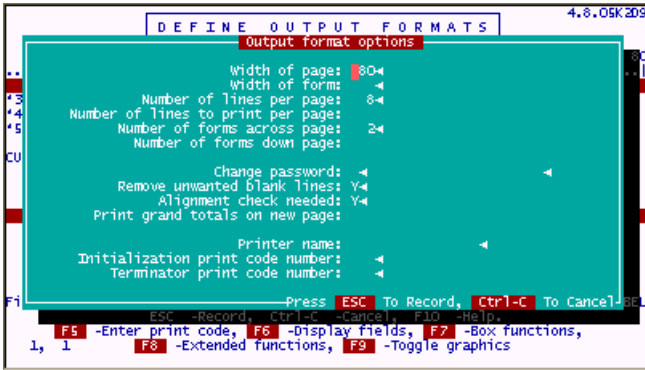 4.8.05K2D9
DEFINE OUTPUT FORMATS
Output format options
Width of page: 80
Width of form:
Number of lines per page: 8
Number of lines to print per page:
Number of forms across page: 2
Number of forms down page:
Change password:
Remove unwanted blank lines: Y
Alignment check needed: Y
Print grand totals on new page:
Printer name:
Initialization print code number:
Terminator print code number:
Press ESC To Record, Ctrl-C To Cancel
ESC -Record, Ctrl-C -Cancel, F10 -Help.
F5 -Enter print code, F6 -Display fields, F7 -Box functions,
1, 1 F8 -Extended functions, F9 -Toggle graphics